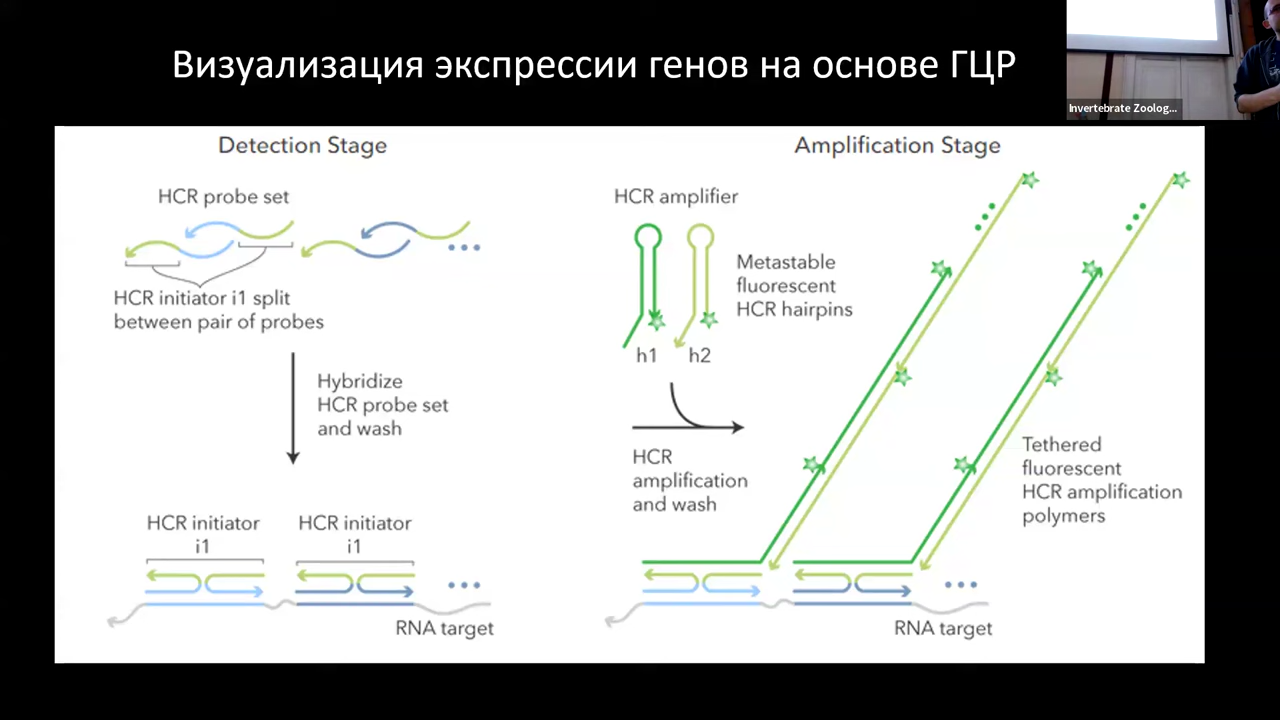 Визуализация экспрессии генов на основе ГЦР
Invertebrate Zoolog...
Detection Stage
HCR probe set
HCR initiator i1 split
between pair of probes
Hybridize
HCR probe set
and wash
HCR initiator
i1
HCR initiator
i1
RNA target
Amplification Stage
HCR amplifier
Metastable
fluorescent
HCR hairpins
h1
h2
HCR
amplification
and wash
Tethered
fluorescent
HCR amplification
polymers
RNA target